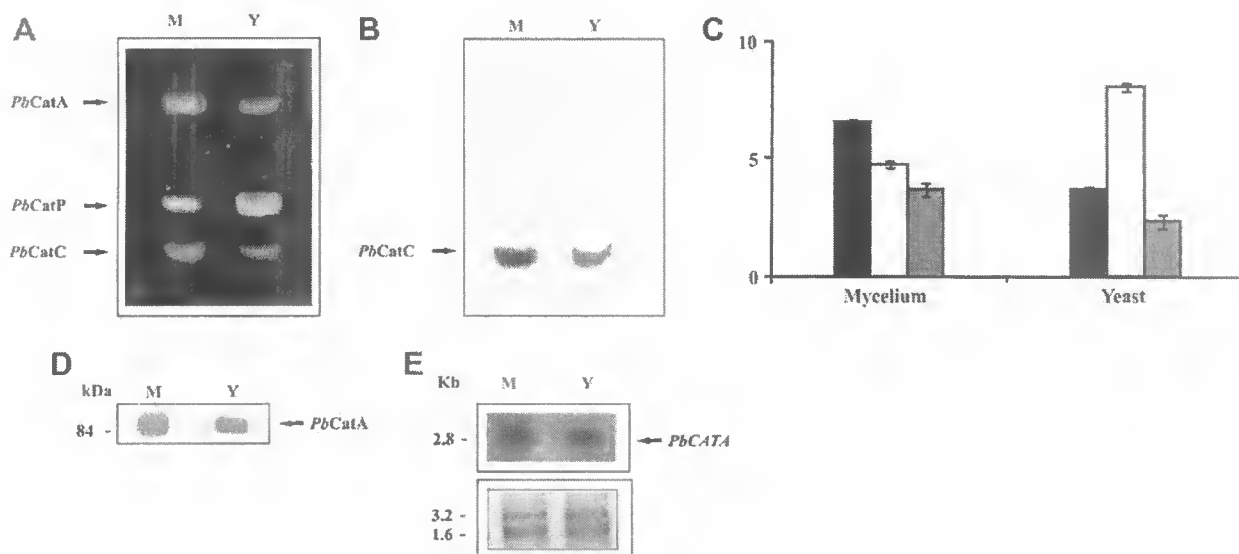 A
M Y
PbCatA
PbCatP
PbCatC
B
M Y
PbCatC
C
10
5
0
Mycelium Yeast
D
kDa M Y
84 -
PbCatA
E
Kb M Y
2.8 -
PbCATA
3.2 -
1.6 -